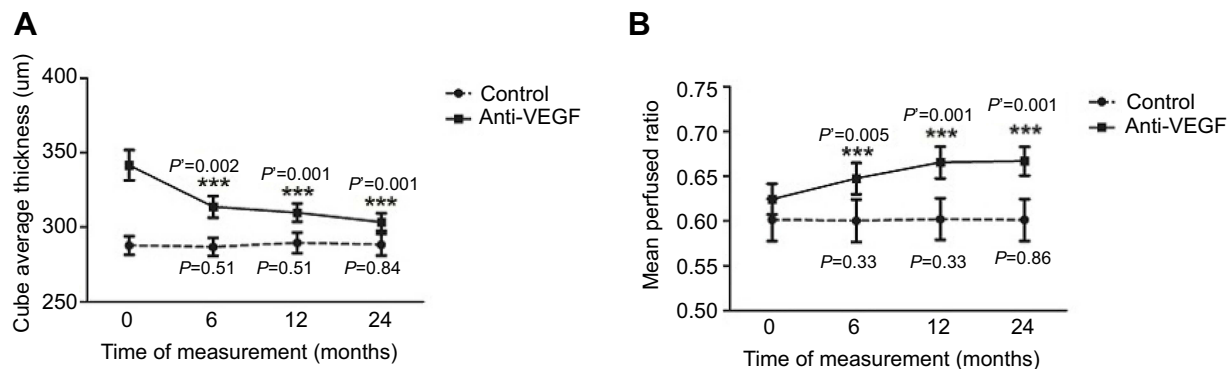 A
Cube average thickness (um)
400
350
300
250
P'=0.002
***
P'=0.001
***
P'=0.001
***
P=0.51
P=0.51
P=0.84
0 6 12 24
Time of measurement (months)
Control
Anti-VEGF
B
Mean perfused ratio
0.75
0.70
0.65
0.60
0.55
0.50
P'=0.005
***
P'=0.001
***
P'=0.001
***
P=0.33
P=0.33
P=0.86
0 6 12 24
Time of measurement (months)
Control
Anti-VEGF